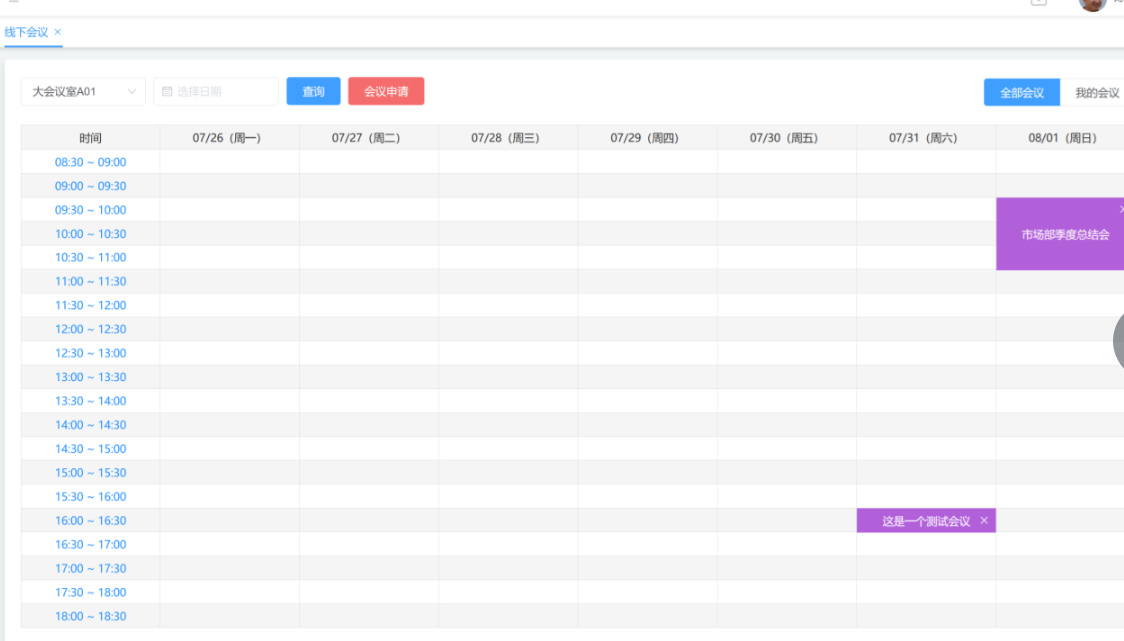 线下会议 ×
大会议室A01 选择日期 查询 会议申请 全部会议 我的会议
时间 07/26（周一） 07/27（周二） 07/28（周三） 07/29（周四） 07/30（周五） 07/31（周六） 08/01（周日）
08:30 ~ 09:00
09:00 ~ 09:30
09:30 ~ 10:00
10:00 ~ 10:30 市场部季度总结会
10:30 ~ 11:00
11:00 ~ 11:30
11:30 ~ 12:00
12:00 ~ 12:30
12:30 ~ 13:00
13:00 ~ 13:30
13:30 ~ 14:00
14:00 ~ 14:30
14:30 ~ 15:00
15:00 ~ 15:30
15:30 ~ 16:00
16:00 ~ 16:30 这是一个测试会议 ×
16:30 ~ 17:00
17:00 ~ 17:30
17:30 ~ 18:00
18:00 ~ 18:30